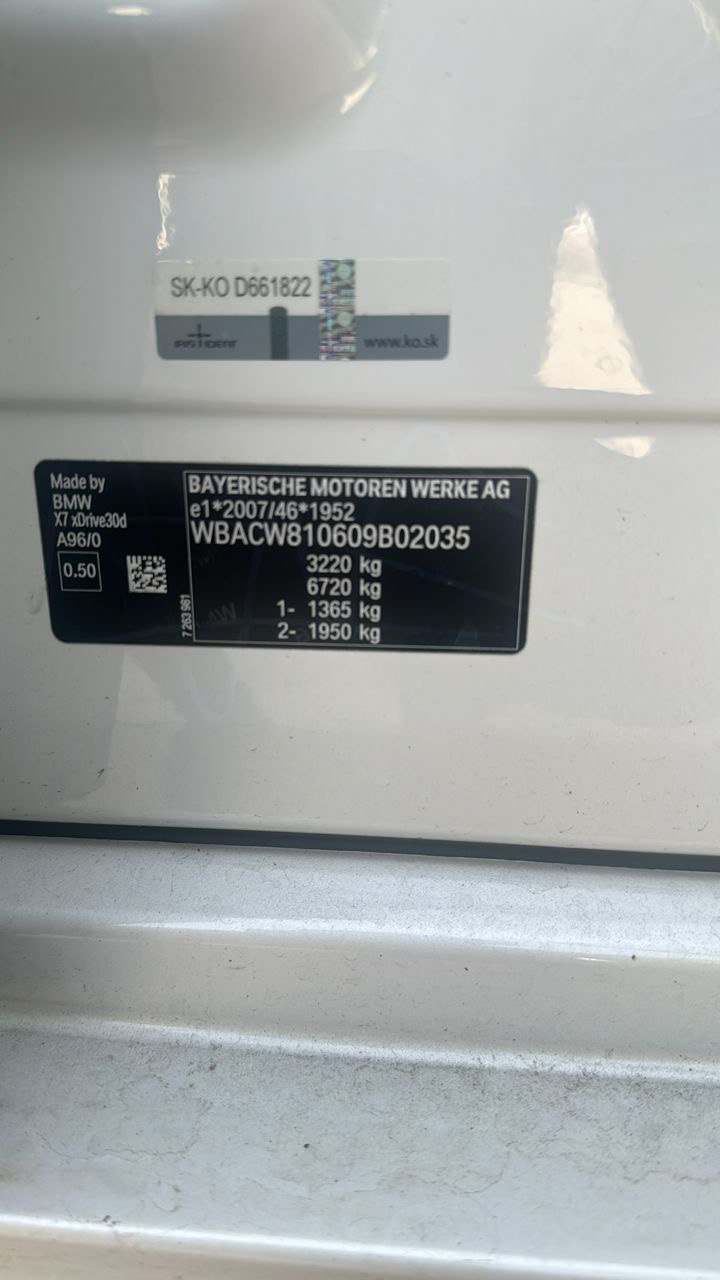 SK-KO D661822
www.ko.sk
Made by
BMW
X7 xDrive30d
A96/0
0.50
7 263 981
BAYERISCHE MOTOREN WERKE AG
e1*2007/46*1952
WBACW810609B02035
3220 kg
6720 kg
1- 1365 kg
2- 1950 kg